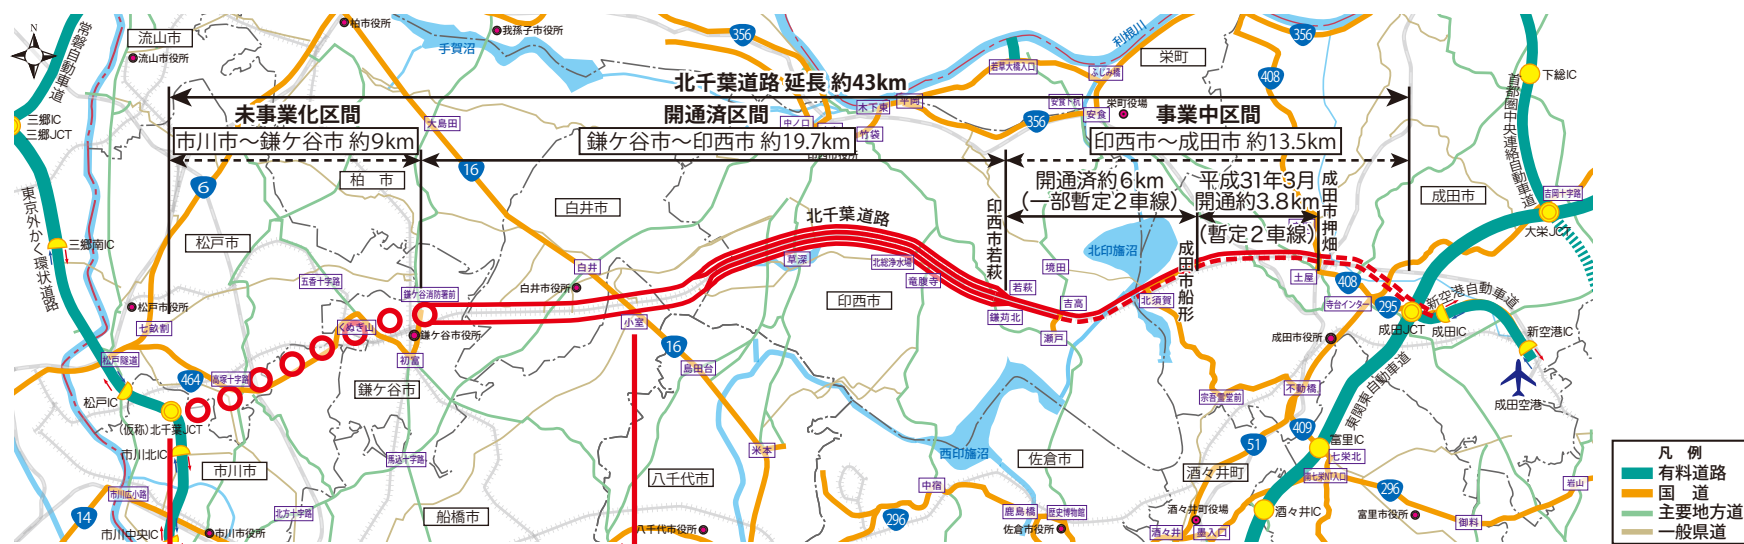 北千葉道路 延長 約43km
未事業化区間
開通済区間
事業中区間
市川市～鎌ケ谷市 約9km
鎌ケ谷市～印西市 約19.7km
印西市～成田市 約13.5km
開通済約6km
(一部暫定2車線)
平成31年3月
開通約3.8km
(暫定2車線)
成田市押畑
印西市若萩
成田市船形
北千葉道路
N
常磐自動車道
流山市
流山市役所
柏市役所
我孫子市役所
手賀沼
356
利根川
栄町
356
408
下総IC
首都圏中央連絡自動車道
三郷IC
三郷JCT
大島田
中ノ口
木下東
平岡
竹袋
若草大橋入口
ふじみ橋
安食下杭
栄町役場
安食
356
6
16
柏 市
白井市
成田市
吉岡十字路
大栄JCT
東京外かく環状道路
三郷南IC
松戸市
五香十字路
鎌ケ谷消防署前
白井
白井市役所
草深
北総浄水場
竜腹寺
印西市
若萩
境田
吉高
鎌苅北
瀬戸
北印旛沼
北須賀
土屋
408
寺台インター
295
新空港自動車道
成田JCT
成田IC
新空港IC
成田空港
松戸市役所
七畝割
くぬぎ山
鎌ケ谷市役所
初富
小室
16
島田台
成田市役所
松戸隧道
464
高塚十字路
鎌ケ谷市
松戸IC
(仮称)北千葉JCT
市川北IC
市川市
馬込十字路
米本
西印旛沼
佐倉市
宗吾霊堂前
不動橋
東関東自動車道
51
409
富里IC
七栄北
酒々井町
南七栄NT入口
296
岩山
市川広小路
14
北方十字路
船橋市
八千代市
中宿
296
鹿島橋
歴史博物館
酒々井町役場
酒々井IC
富里市役所
御料
市川中央IC
市川市役所
八千代市役所
佐倉市役所
酒々井
墨入口
凡 例
有料道路
国 道
主要地方道
一般県道